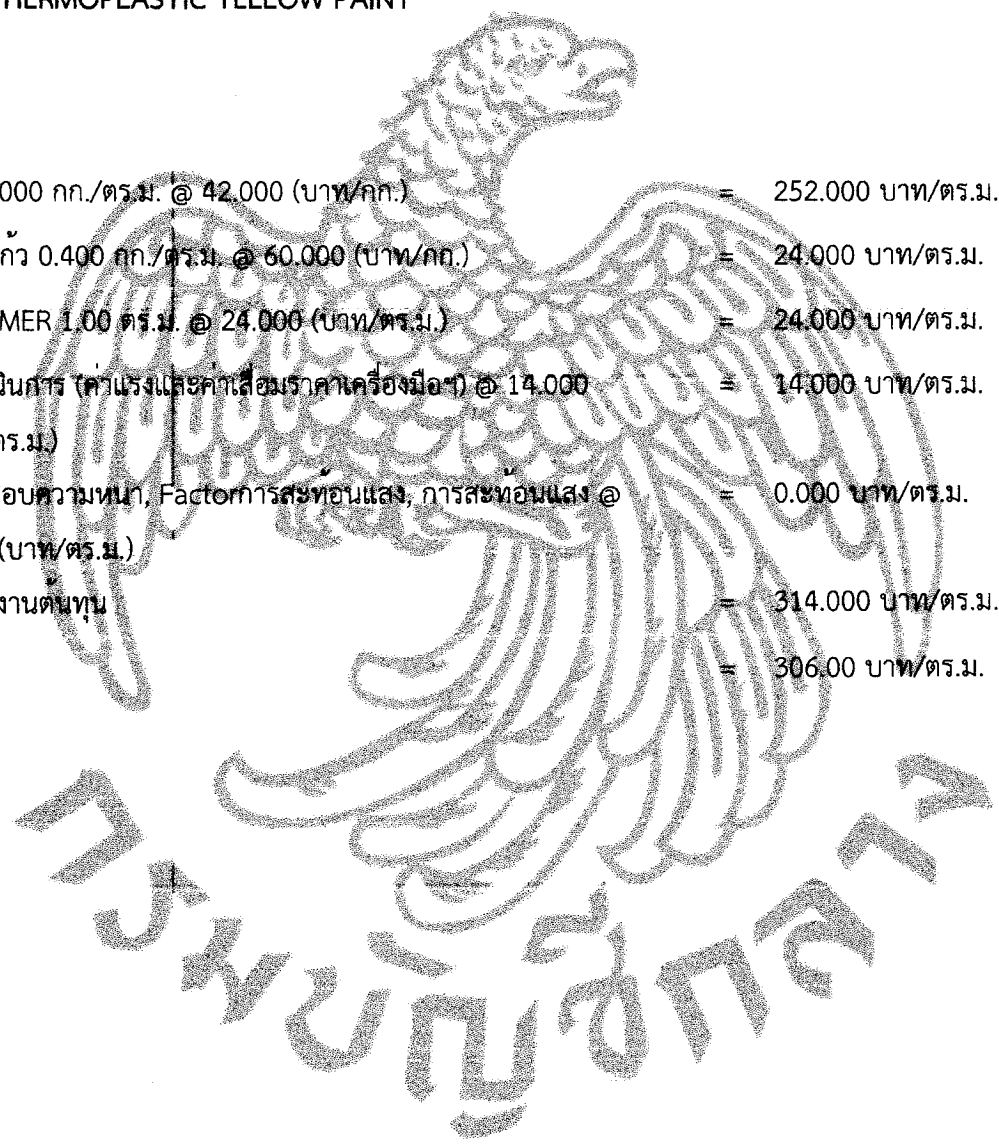 THERMOPLASTIC YELLOW PAINT
000 กก./ตร.ม. @ 42.000 (บาท/กก.) = 252.000 บาท/ตร.ม.
ก้ว 0.400 กก./ตร.ม. @ 60.000 (บาท/กก.) = 24.000 บาท/ตร.ม.
MER 1.00 ตร.ม. @ 24.000 (บาท/ตร.ม.) = 24.000 บาท/ตร.ม.
นินการ (ค่าแรงและค่าเสื่อมราคาเครื่องมือฯ) @ 14.000 = 14.000 บาท/ตร.ม.
ตร.ม.)
อบความหนา, Factorการสะท้อนแสง, การสะท้อนแสง @ = 0.000 บาท/ตร.ม.
(บาท/ตร.ม.)
งานต้นทุน = 314.000 บาท/ตร.ม.
= 306.00 บาท/ตร.ม.
กรมบัญชีกลาง